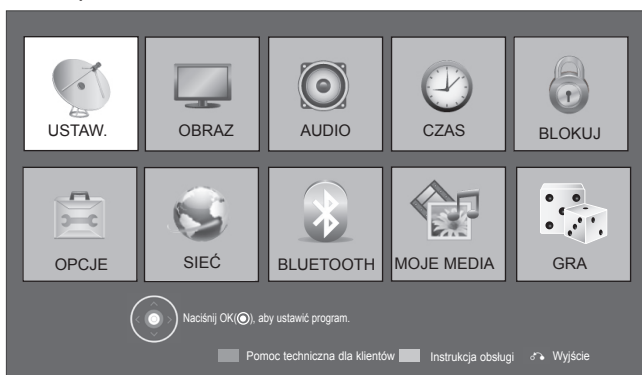 USTAW. OBRAZ AUDIO CZAS BLOKUJ
OPCJE SIEĆ BLUETOOTH MOJE MEDIA GRA
Naciśnij OK(◉), aby ustawić program.
Pomoc techniczna dla klientów Instrukcja obsługi Wyjście